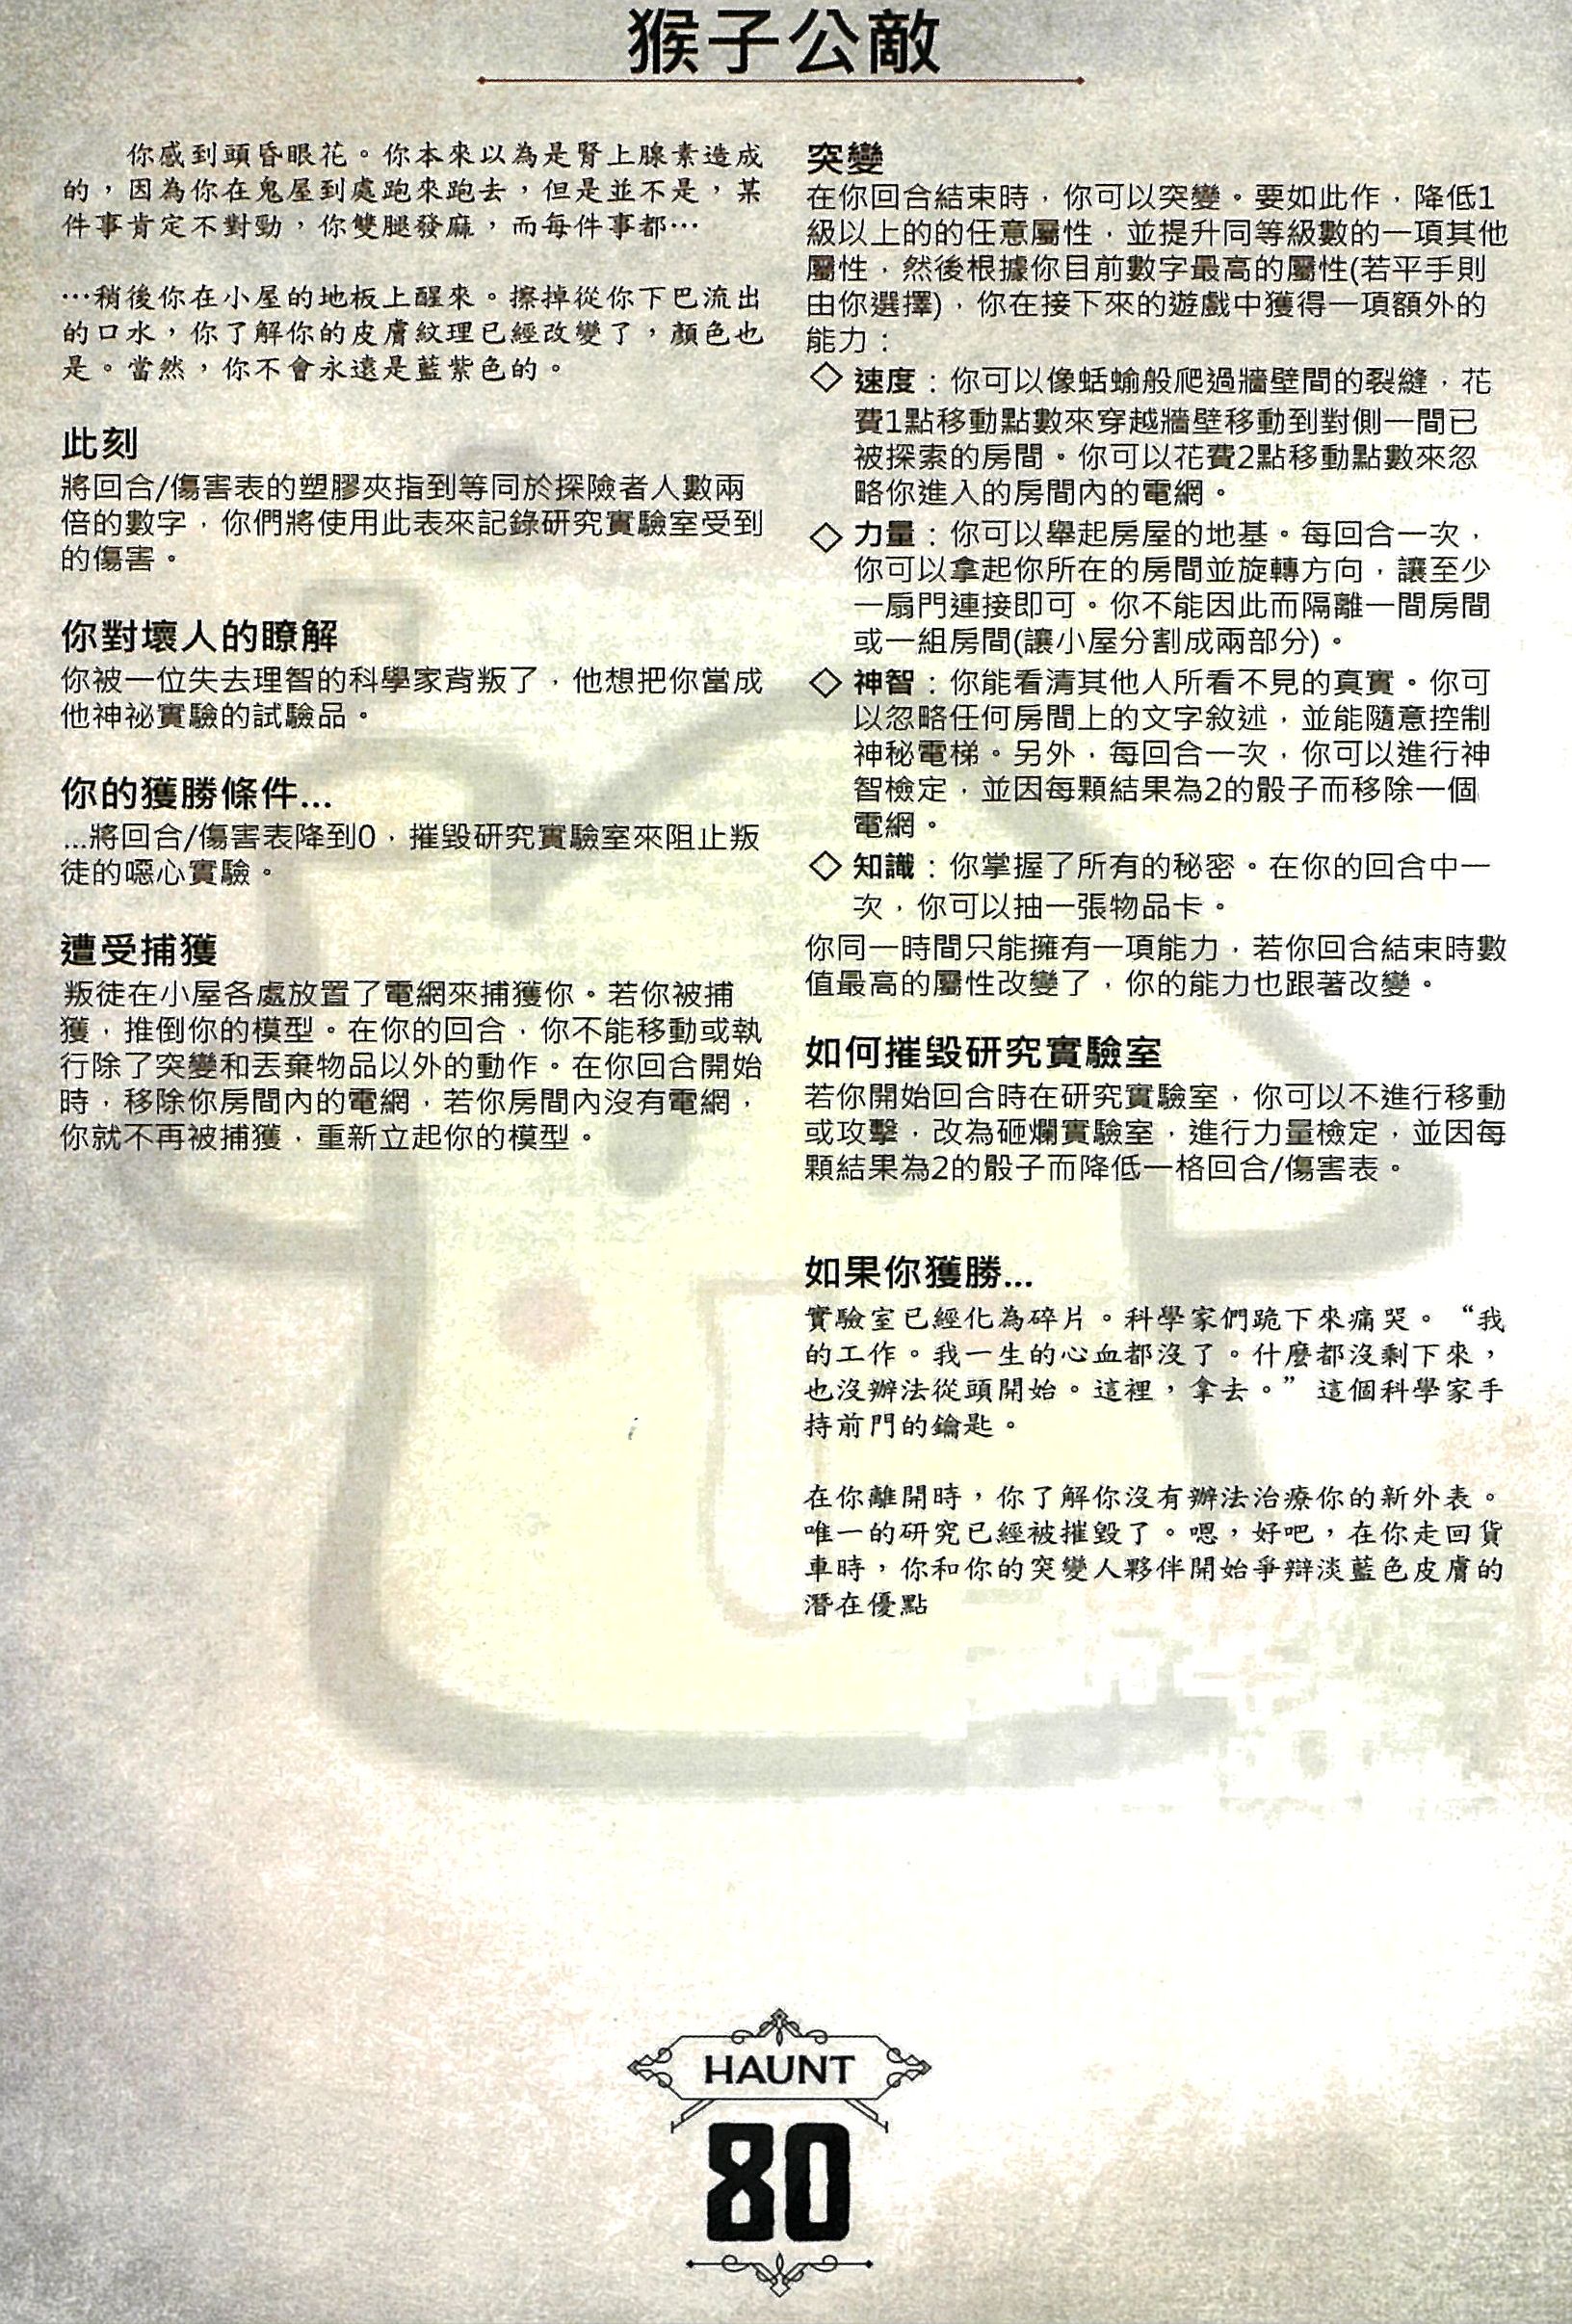 猴子公敵
你感到頭昏眼花。你本來以為是腎上腺素造成
的，因為你在鬼屋到處跑來跑去，但是並不是，某
件事肯定不對勁，你雙腿發麻，而每件事都…
…稍後你在小屋的地板上醒來。擦掉從你下巴流出
的口水，你了解你的皮膚紋理已經改變了，顏色也
是。當然，你不會永遠是藍紫色的。
此刻
將回合/傷害表的塑膠夾指到等同於探險者人數兩
倍的數字，你們將使用此表來記錄研究實驗室受到
的傷害。
你對壞人的瞭解
你被一位失去理智的科學家背叛了，他想把你當成
他神祕實驗的試驗品。
你的獲勝條件...
...將回合/傷害表降到0，摧毀研究實驗室來阻止叛
徒的噁心實驗。
遭受捕獲
叛徒在小屋各處放置了電網來捕獲你。若你被捕
獲，推倒你的模型。在你的回合，你不能移動或執
行除了突變和丟棄物品以外的動作。在你回合開始
時，移除你房間內的電網，若你房間內沒有電網，
你就不再被捕獲，重新立起你的模型。
突變
在你回合結束時，你可以突變。要如此作，降低1
級以上的的任意屬性，並提升同等級數的一項其他
屬性，然後根據你目前數字最高的屬性(若平手則
由你選擇)，你在接下來的遊戲中獲得一項額外的
能力：
◇ 速度：你可以像蛞蝓般爬過牆壁間的裂縫，花
費1點移動點數來穿越牆壁移動到對側一間已
被探索的房間。你可以花費2點移動點數來忽
略你進入的房間內的電網。
◇ 力量：你可以舉起房屋的地基。每回合一次，
你可以拿起你所在的房間並旋轉方向，讓至少
一扇門連接即可。你不能因此而隔離一間房間
或一組房間(讓小屋分割成兩部分)。
◇ 神智：你能看清其他人所看不見的真實。你可
以忽略任何房間上的文字敘述，並能隨意控制
神秘電梯。另外，每回合一次，你可以進行神
智檢定，並因每顆結果為2的骰子而移除一個
電網。
◇ 知識：你掌握了所有的秘密。在你的回合中一
次，你可以抽一張物品卡。
你同一時間只能擁有一項能力，若你回合結束時數
值最高的屬性改變了，你的能力也跟著改變。
如何摧毀研究實驗室
若你開始回合時在研究實驗室，你可以不進行移動
或攻擊，改為砸爛實驗室，進行力量檢定，並因每
顆結果為2的骰子而降低一格回合/傷害表。
如果你獲勝...
實驗室已經化為碎片。科學家們跪下來痛哭。“我
的工作。我一生的心血都沒了。什麼都沒剩下來，
也沒辦法從頭開始。這裡，拿去。”這個科學家手
持前門的鑰匙。
在你離開時，你了解你沒有辦法治療你的新外表。
唯一的研究已經被摧毀了。嗯，好吧，在你走回貨
車時，你和你的突變人夥伴開始爭辯淡藍色皮膚的
潛在優點
HAUNT
80